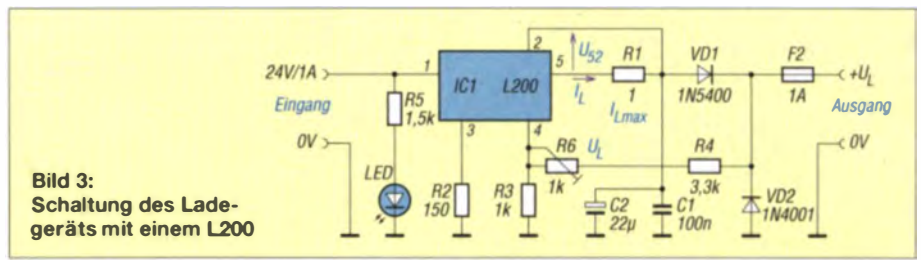 2
U52
R1
VD1
F2
24V/1A
1
5
+UL
IC1
L200
IL
1
ILmax
1N5400
1A
Eingang
R5
1,5k
3
4
Ausgang
R6
UL
R4
0V
0V
1k
3,3k
LED
R2
150
R3
1k
C2
22µ
C1
100n
VD2
1N4001
Bild 3:
Schaltung des Lade-
geräts mit einem L200